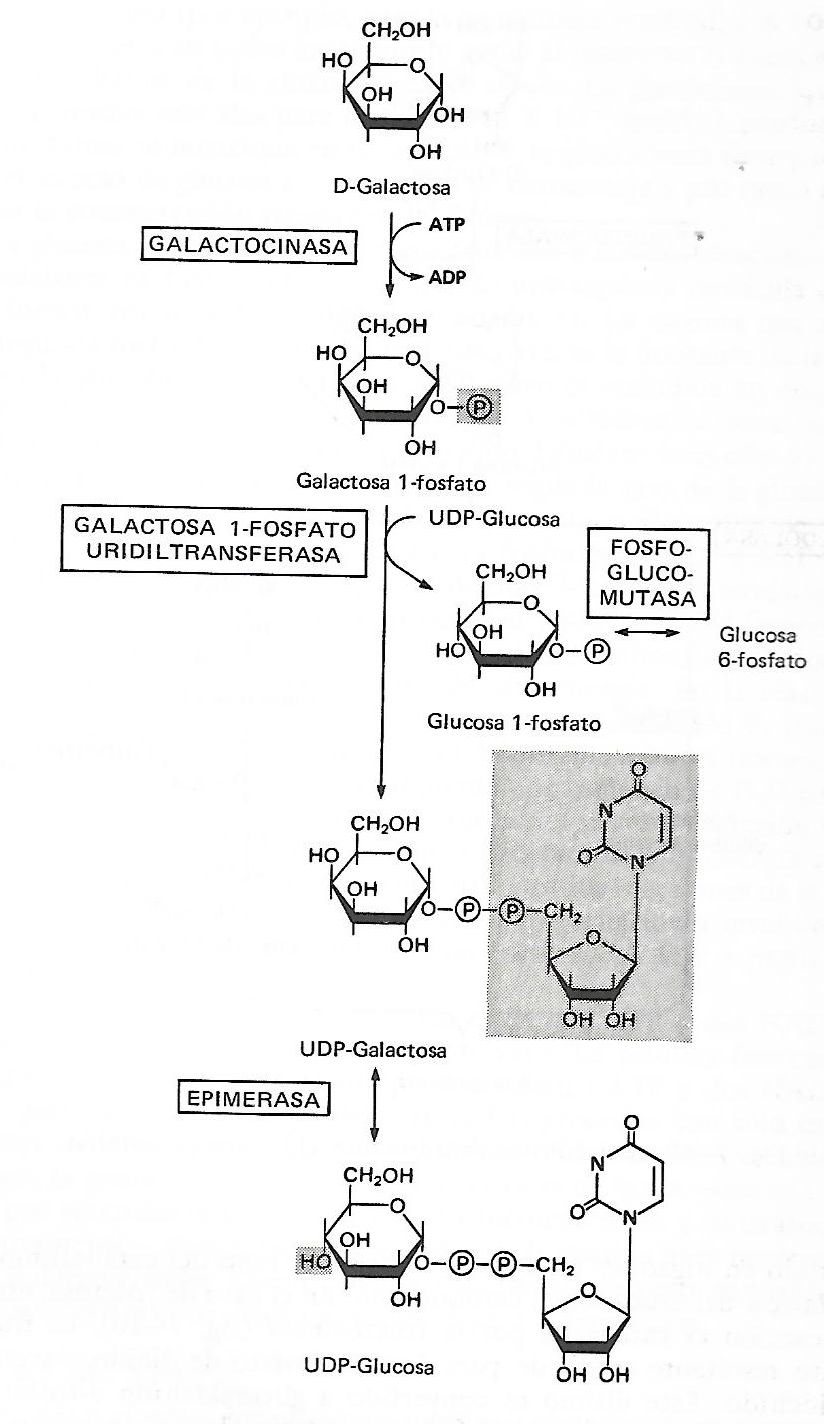 CH₂OH
HO
O
OH
OH
OH
D-Galactosa
GALACTOCINASA
ATP
ADP
CH₂OH
HO
O
OH
O
P
OH
Galactosa 1-fosfato
GALACTOSA 1-FOSFATO
URIDILTRANSFERASA
UDP-Glucosa
FOSFO-
GLUCO-
MUTASA
CH₂OH
O
OH
HO
O
P
OH
Glucosa
6-fosfato
Glucosa 1-fosfato
O
N
O
N
CH₂OH
HO
O
OH
O
P
P
CH₂
OH
O
OH OH
UDP-Galactosa
EPIMERASA
O
N
O
N
CH₂OH
O
OH
HO
O
P
P
CH₂
OH
O
OH OH
UDP-Glucosa